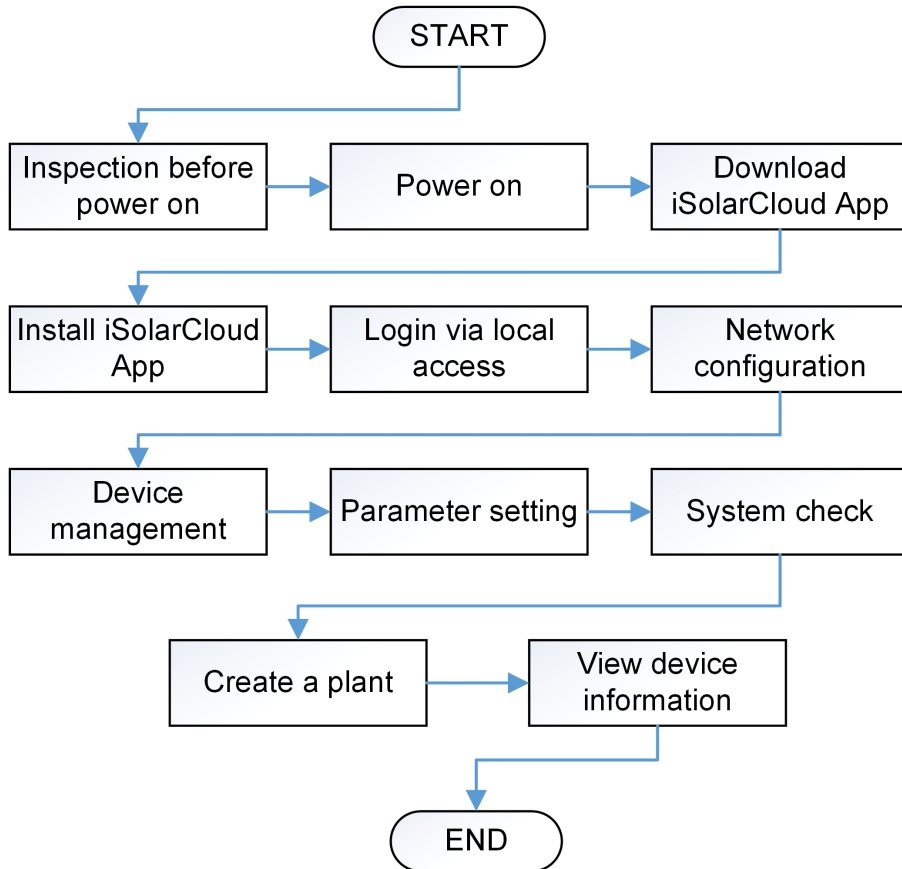 START
Inspection before
power on
Power on
Download
iSolarCloud App
Install iSolarCloud
App
Login via local
access
Network
configuration
Device
management
Parameter setting
System check
Create a plant
View device
information
END